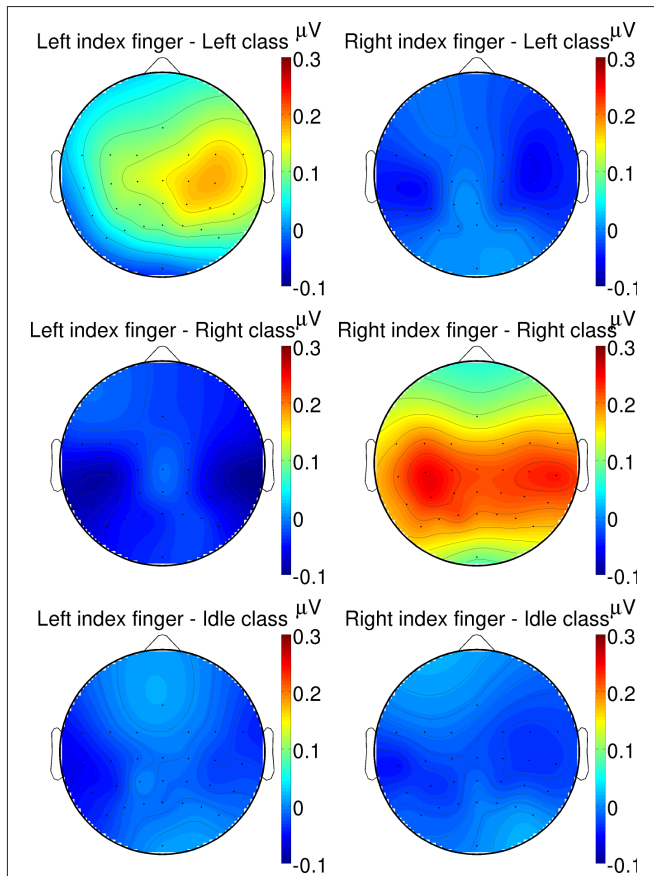 μV
μV
Left index finger - Left class
Right index finger - Left class
0.3
0.3
0.2
0.2
0.1
0.1
0
0
-0.1
-0.1
μV
μV
Left index finger - Right class
Right index finger - Right class
0.3
0.3
0.2
0.2
0.1
0.1
0
0
-0.1
-0.1
μV
μV
Left index finger - Idle class
Right index finger - Idle class
0.3
0.3
0.2
0.2
0.1
0.1
0
0
-0.1
-0.1